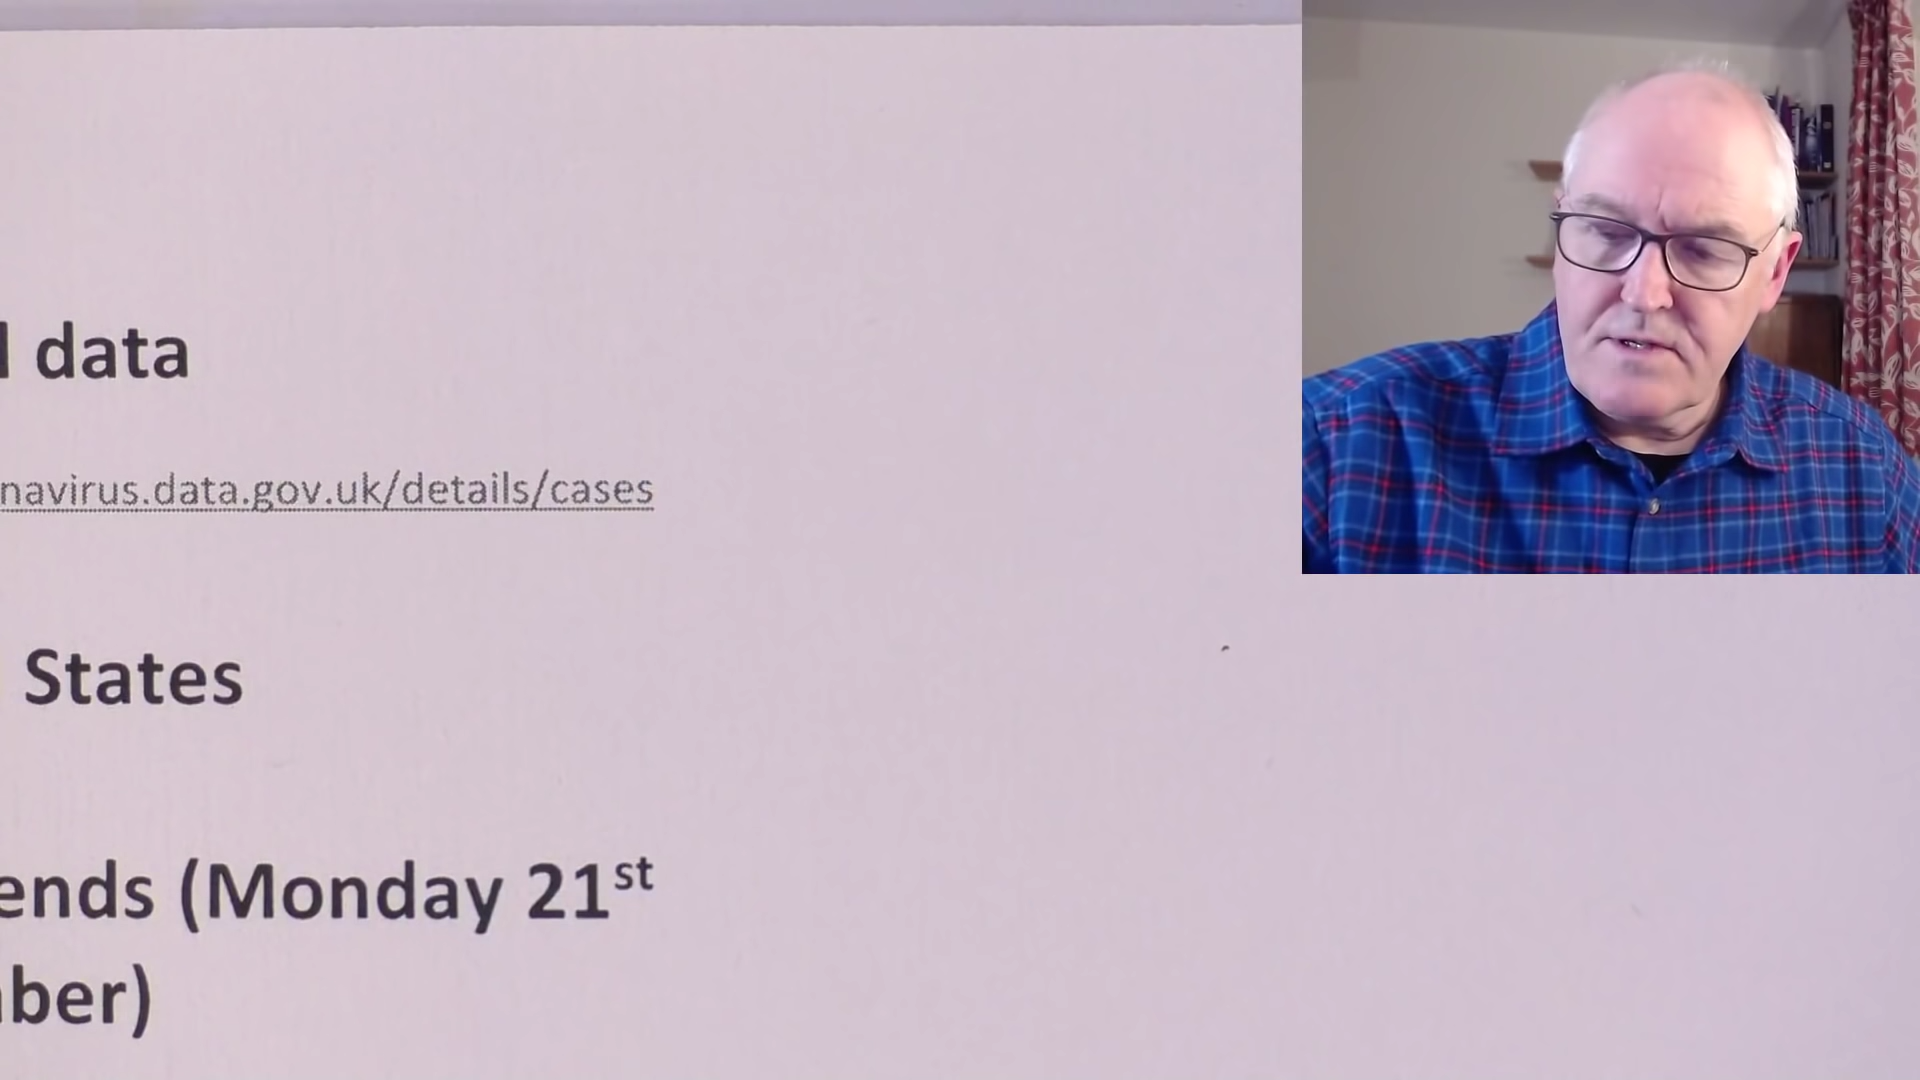 data
navirus.data.gov.uk/details/cases
States
ends (Monday 21st
ber)